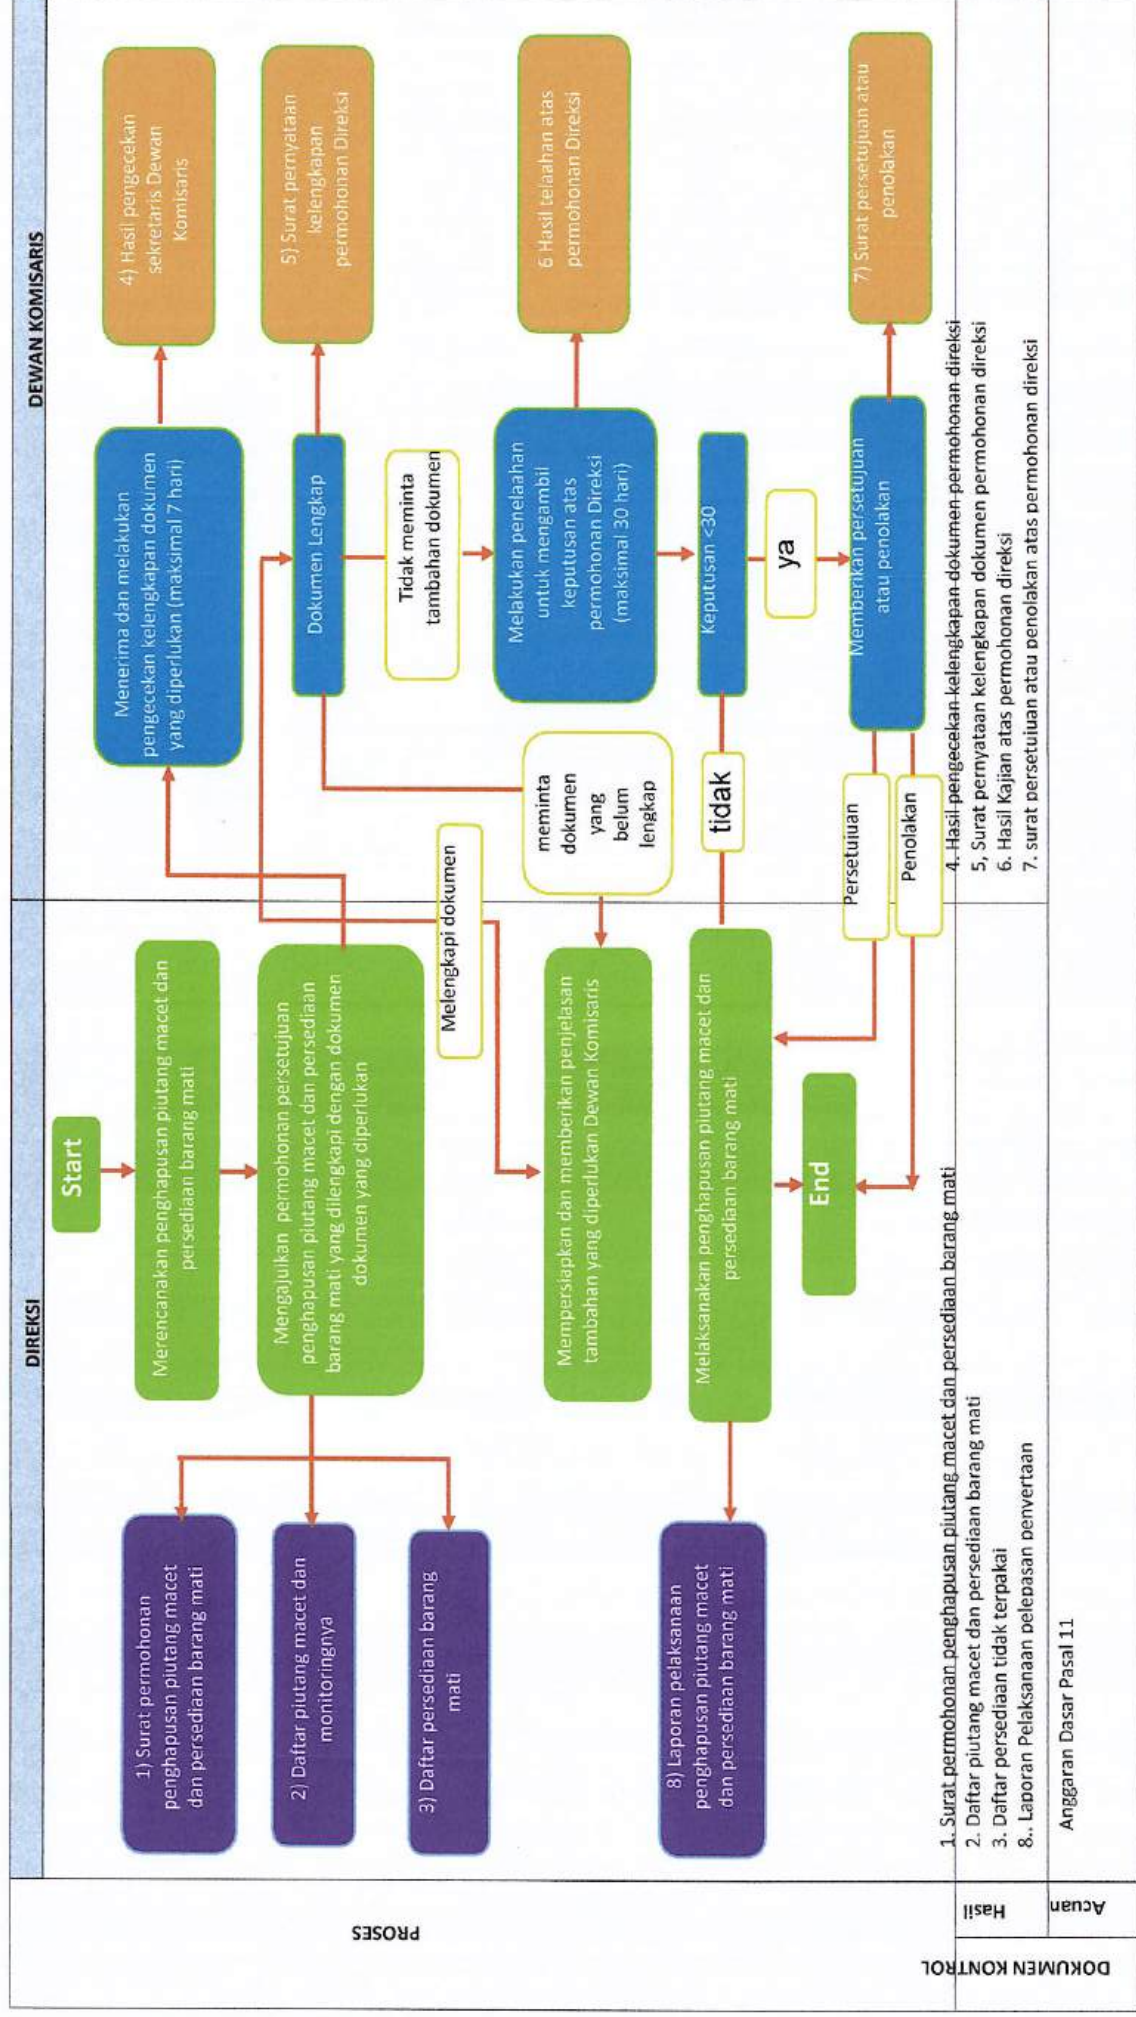 DIREKSI
DEWAN KOMISARIS
PROSES
Start
Merencanakan penghapusan piutang macet dan
persediaan barang mati
Mengajuikan permohonan persetujuan
penghapusan piutang macet dan persediaan
barang mati yang dilengkapi dengan dokumen
dokumen yang diperlukan
1) Surat permohonan
penghapusan piutang macet
dan persediaan barang mati
2) Daftar piutang macet dan
monitoringnya
3) Daftar persediaan barang
mati
Menerima dan melakukan
pengecekan kelengkapan dokumen
yang diperlukan (maksimal 7 hari)
4) Hasil pengecekan
sekretaris Dewan
Komisaris
Dokumen Lengkap
5) Surat pernyataan
kelengkapan
permohonan Direksi
Tidak meminta
tambahan dokumen
Melengkapi dokumen
meminta
dokumen
yang
belum
lengkap
Mempersiapkan dan memberikan penjelasan
tambahan yang diperlukan Dewan Komisaris
Melakukan penelaahan
untuk mengambil
keputusan atas
permohonan Direksi
(maksimal 30 hari)
6 Hasil telaahan atas
permohonan Direksi
Keputusan <30
tidak
ya
Melaksanakan penghapusan piutang macet dan
persediaan barang mati
8) Laporan pelaksanaan
penghapusan piutang macet
dan persediaan barang mati
Memberikan persetujuan
atau penolakan
7) Surat persetujuan atau
penolakan
Persetujuan
Penolakan
End
DOKUMEN KONTROL
Hasil
1. Surat permohonan penghapusan piutang macet dan persediaan barang mati
2. Daftar piutang macet dan persediaan barang mati
3. Daftar persediaan tidak terpakai
8.. Laporan Pelaksanaan pelepasan penyertaan
4. Hasil pengecekan kelengkapan dokumen permohonan direksi
5, Surat pernyataan kelengkapan dokumen permohonan direksi
6. Hasil Kajian atas permohonan direksi
7. surat persetujuan atau penolakan atas permohonan direksi
Acuan
Anggaran Dasar Pasal 11